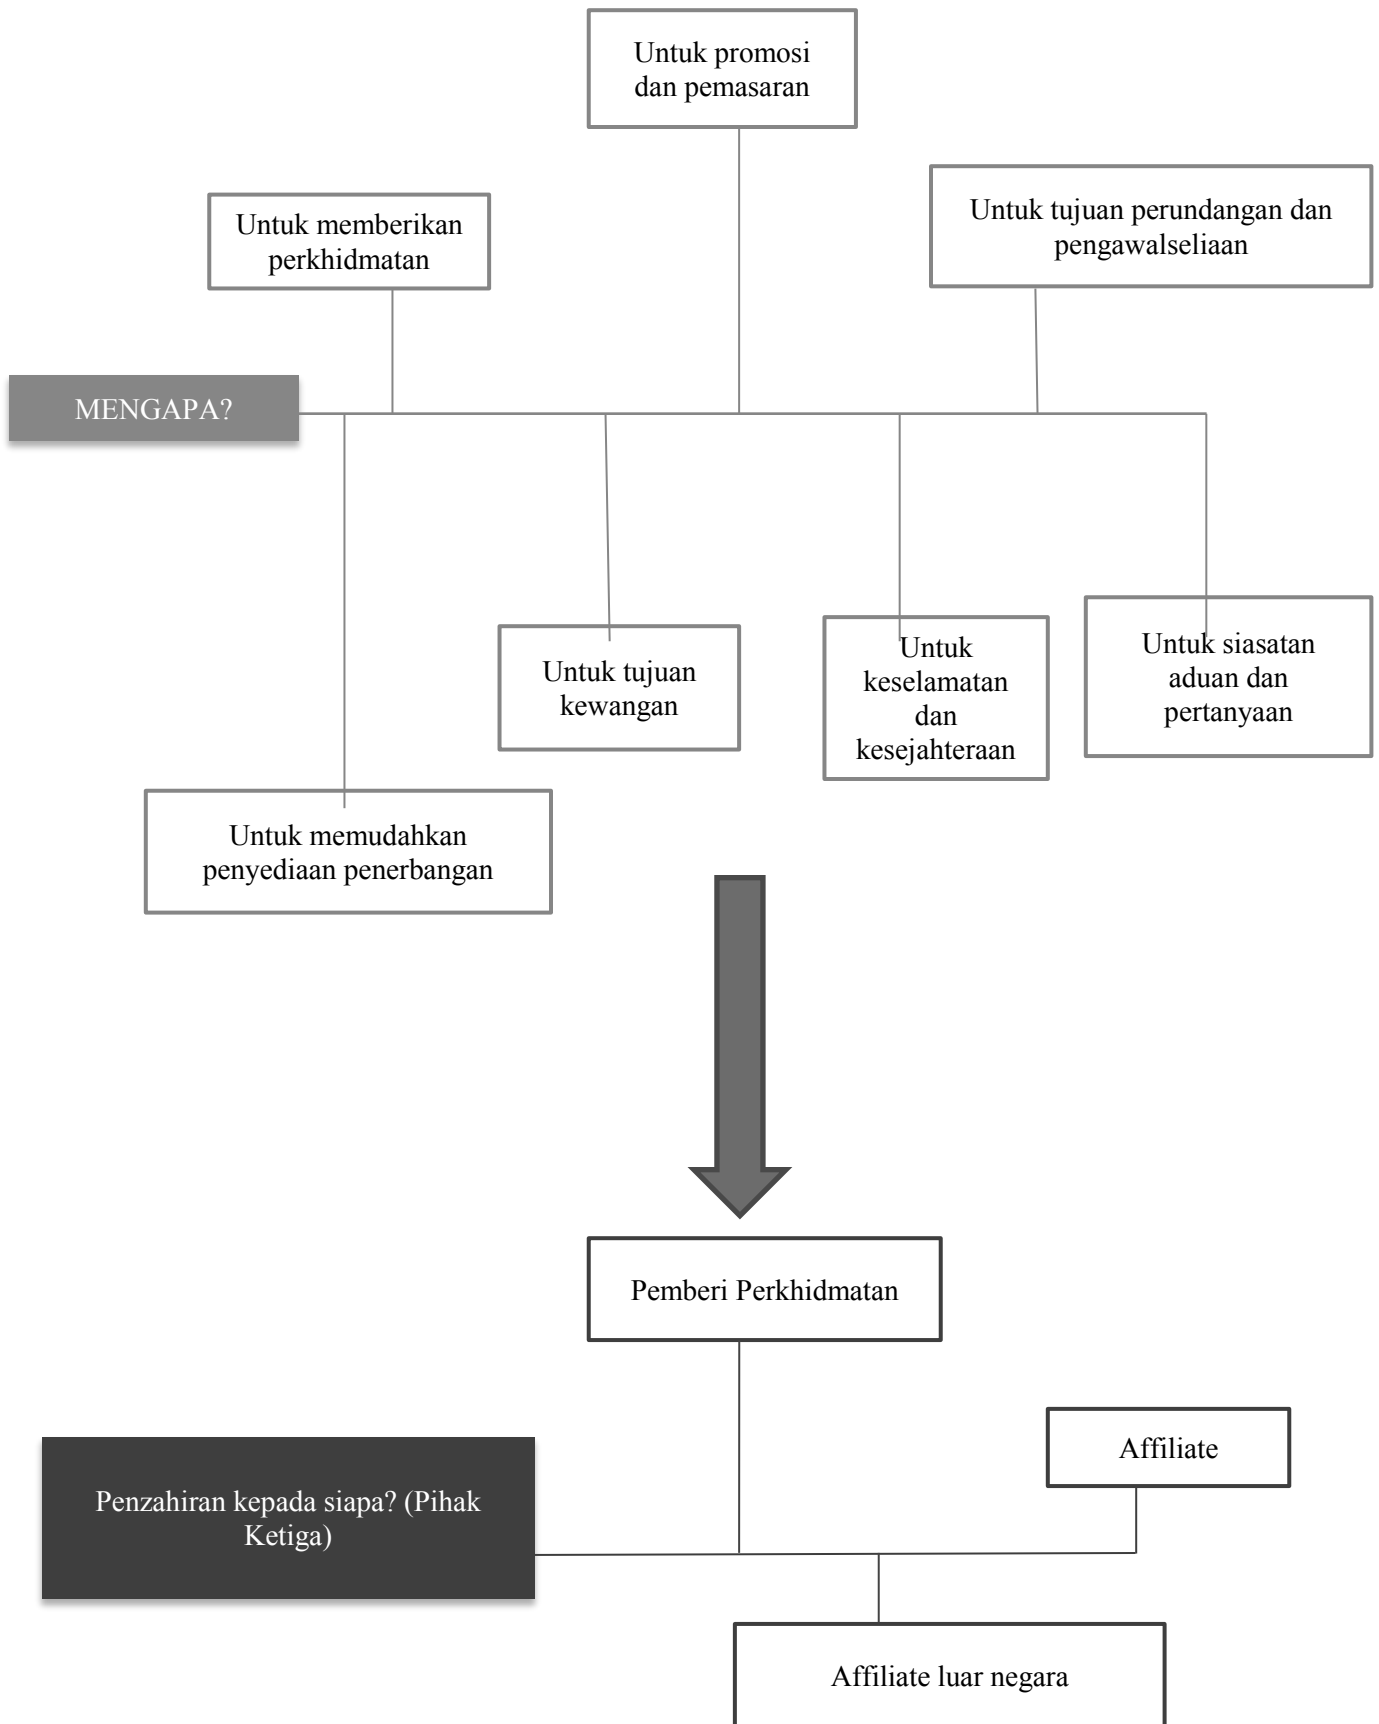 Untuk promosi
dan pemasaran
Untuk memberikan
perkhidmatan
Untuk tujuan perundangan dan
pengawalseliaan
MENGAPA?
Untuk tujuan
kewangan
Untuk
keselamatan
dan
kesejahteraan
Untuk siasatan
aduan dan
pertanyaan
Untuk memudahkan
penyediaan penerbangan
Pemberi Perkhidmatan
Affiliate
Penzahiran kepada siapa? (Pihak
Ketiga)
Affiliate luar negara